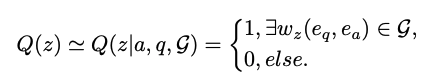 Q(z) ≃ Q(z|a, q, 𝒢) = { 1, ∃w_z(e_q, e_a) ∈ 𝒢,
0, else.